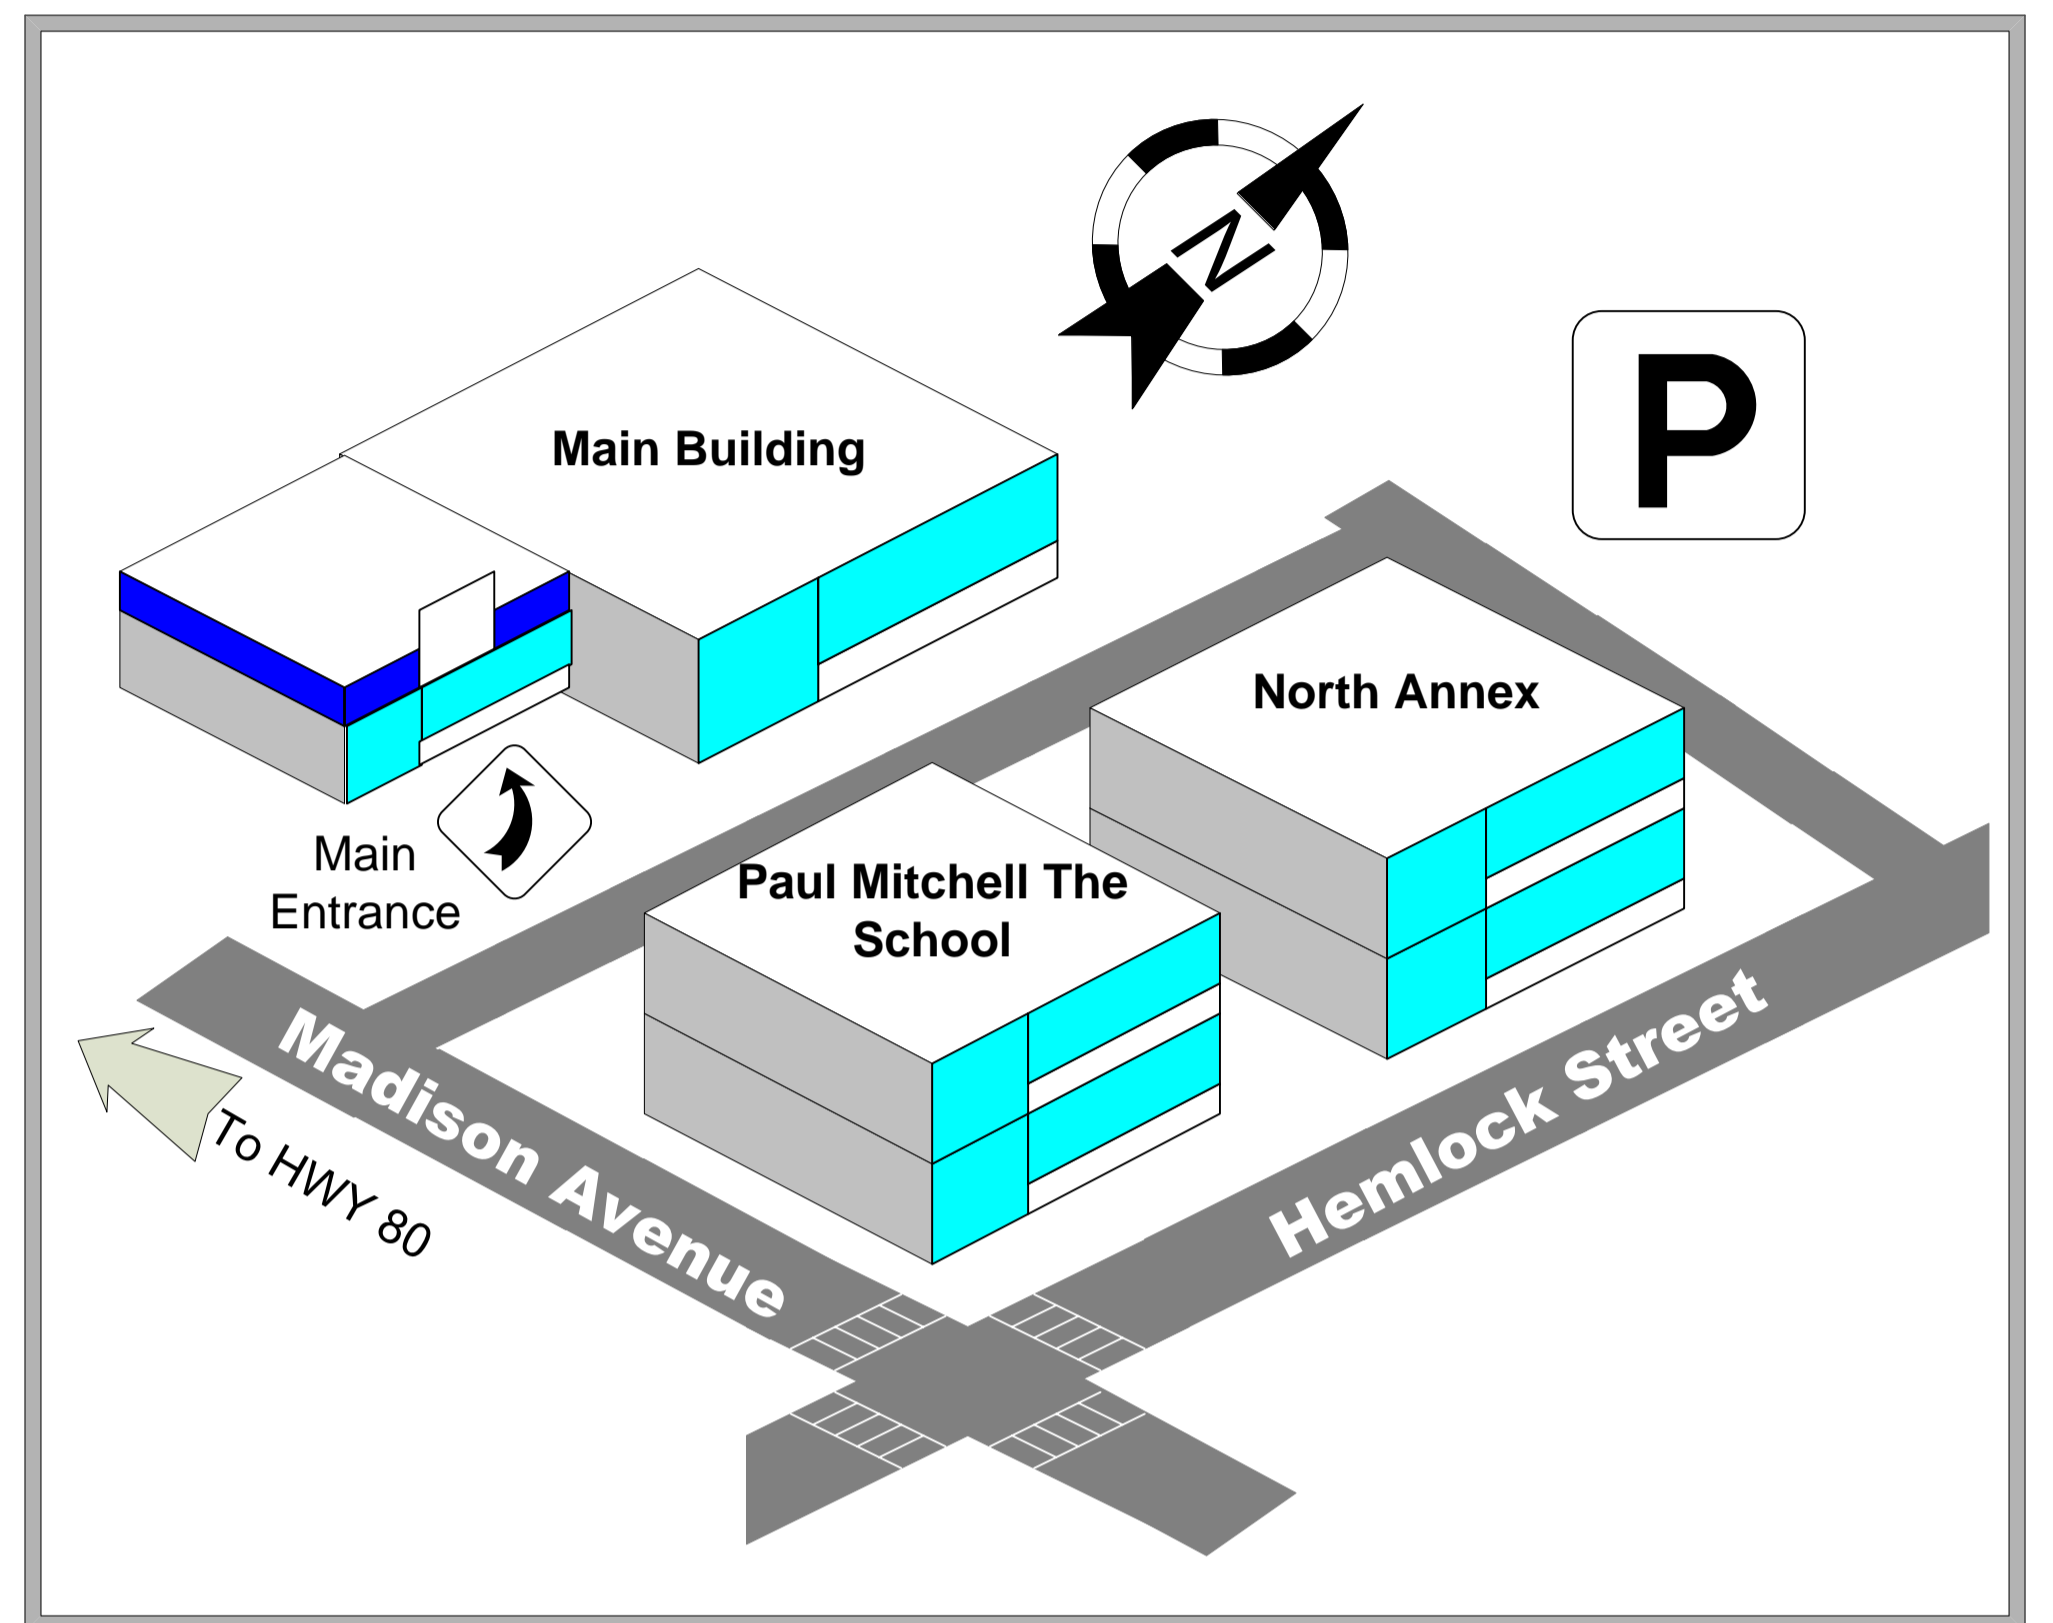 N
P
Main Building
North Annex
Main
Entrance
Paul Mitchell The
School
Madison Avenue
Hemlock Street
To HWY 80